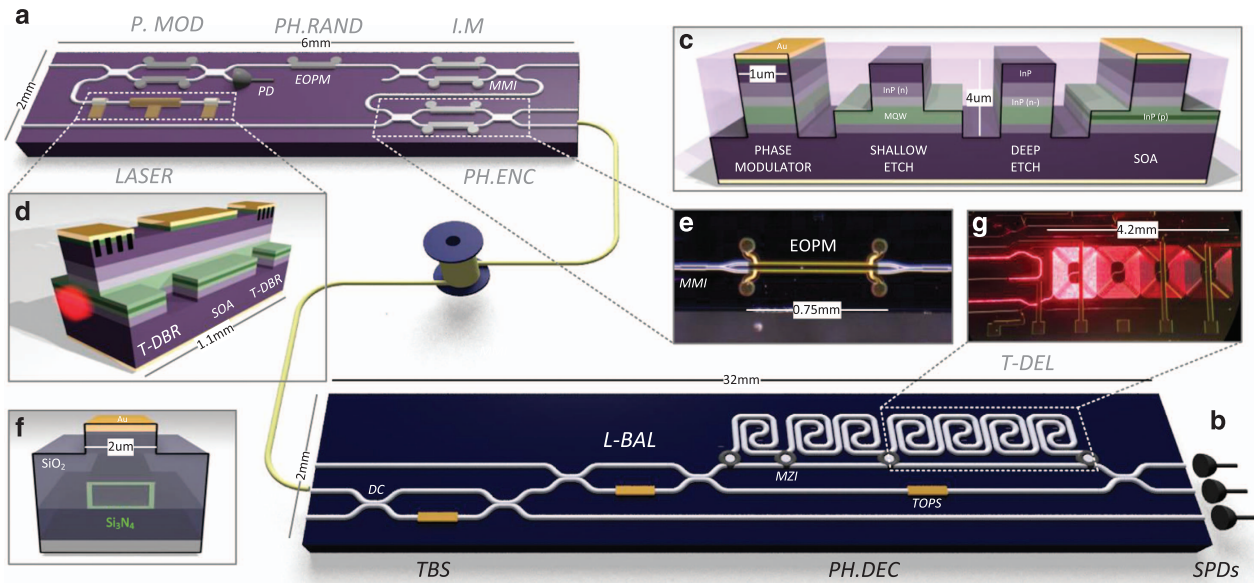 a
P. MOD
PH.RAND
I.M
6mm
2mm
EOPM
PD
MMI
LASER
PH.ENC
c
Au
1um
InP
InP (n)
4um
InP (n-)
MQW
InP (p)
PHASE
MODULATOR
SHALLOW
ETCH
DEEP
ETCH
SOA
d
T-DBR
SOA
T-DBR
1.1mm
e
EOPM
MMI
0.75mm
g
4.2mm
T-DEL
f
Au
2um
SiO₂
Si₃N₄
b
32mm
2mm
L-BAL
DC
MZI
TOPS
TBS
PH.DEC
SPDs